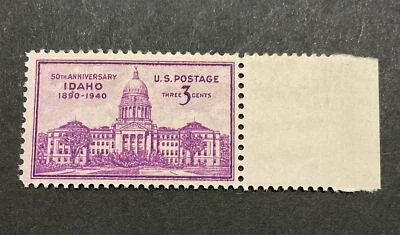 50TH ANNIVERSARY
IDAHO
1890-1940
U.S. POSTAGE
THREE 3 CENTS